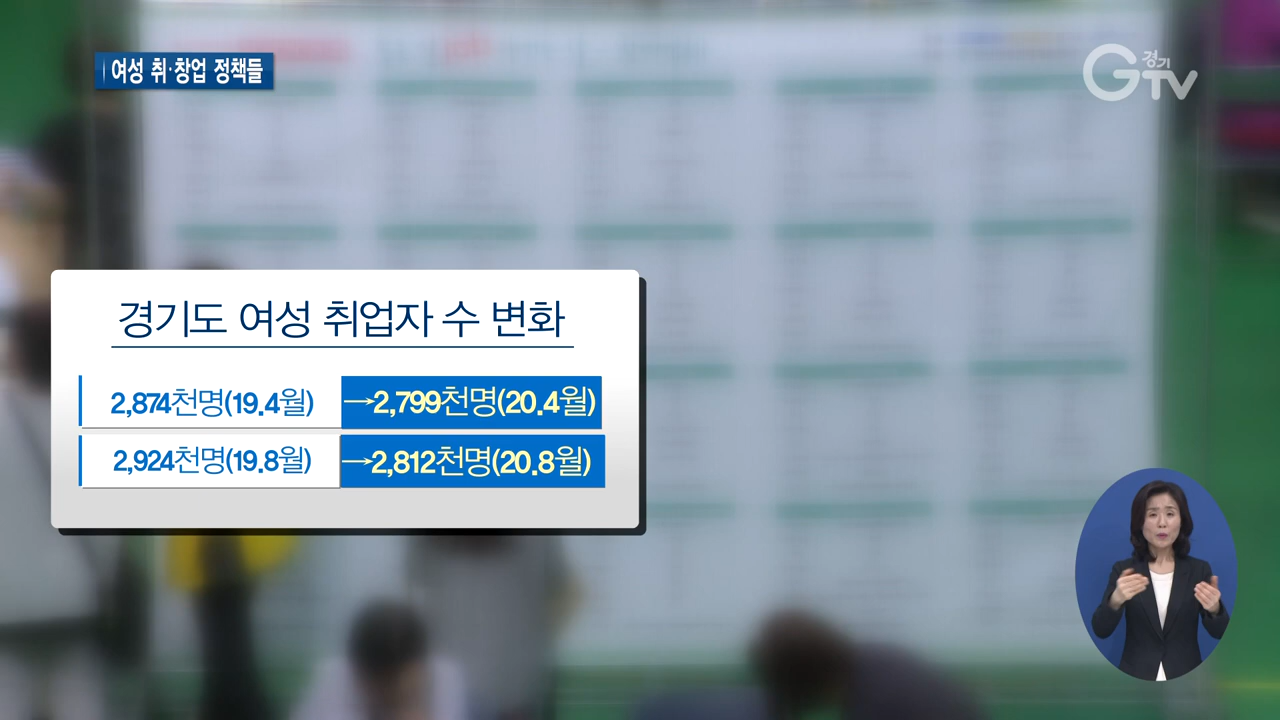 여성 취·창업 정책들
경기
GTV
경기도 여성 취업자 수 변화
2,874천명(19.4월) →2,799천명(20.4월)
2,924천명(19.8월) →2,812천명(20.8월)